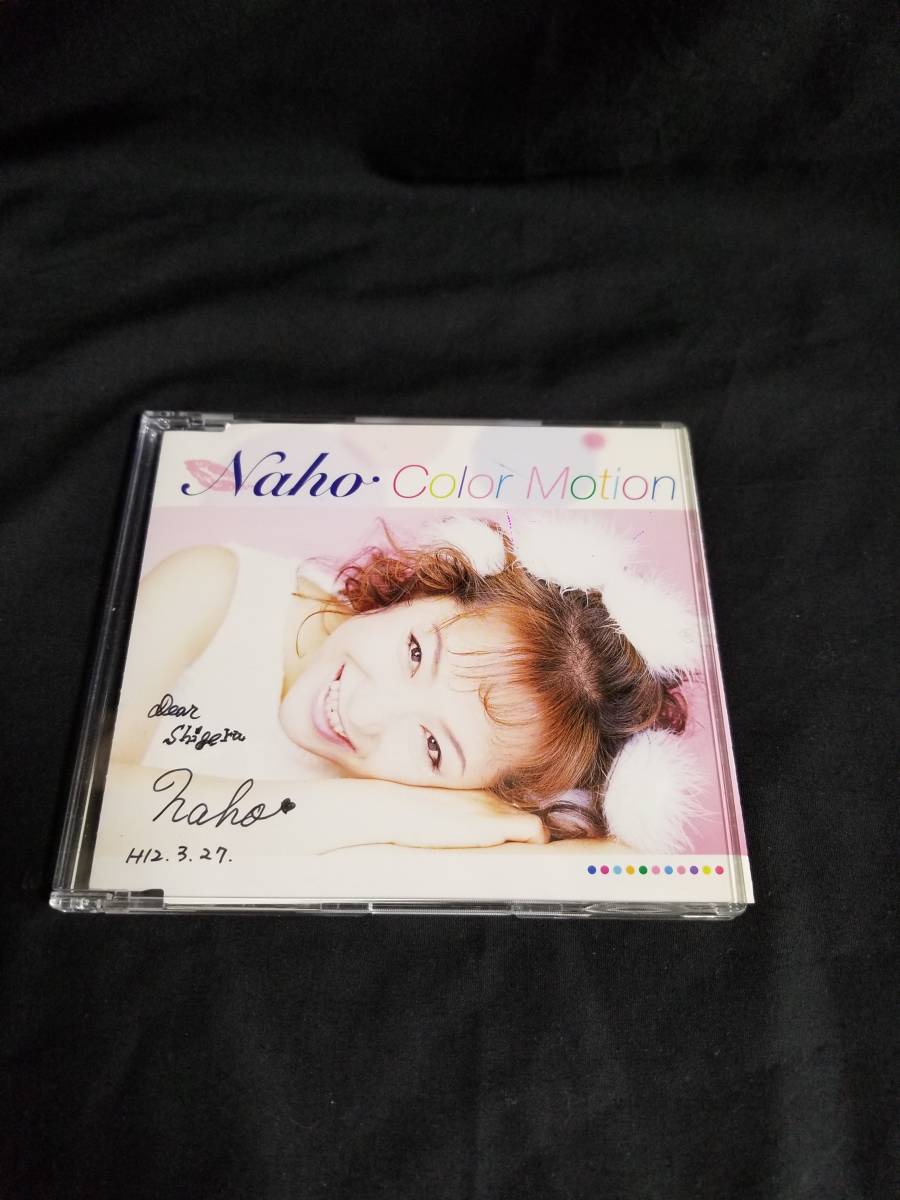 Naho Color Motion
dear
Shigeru
naho
H12.3.27.